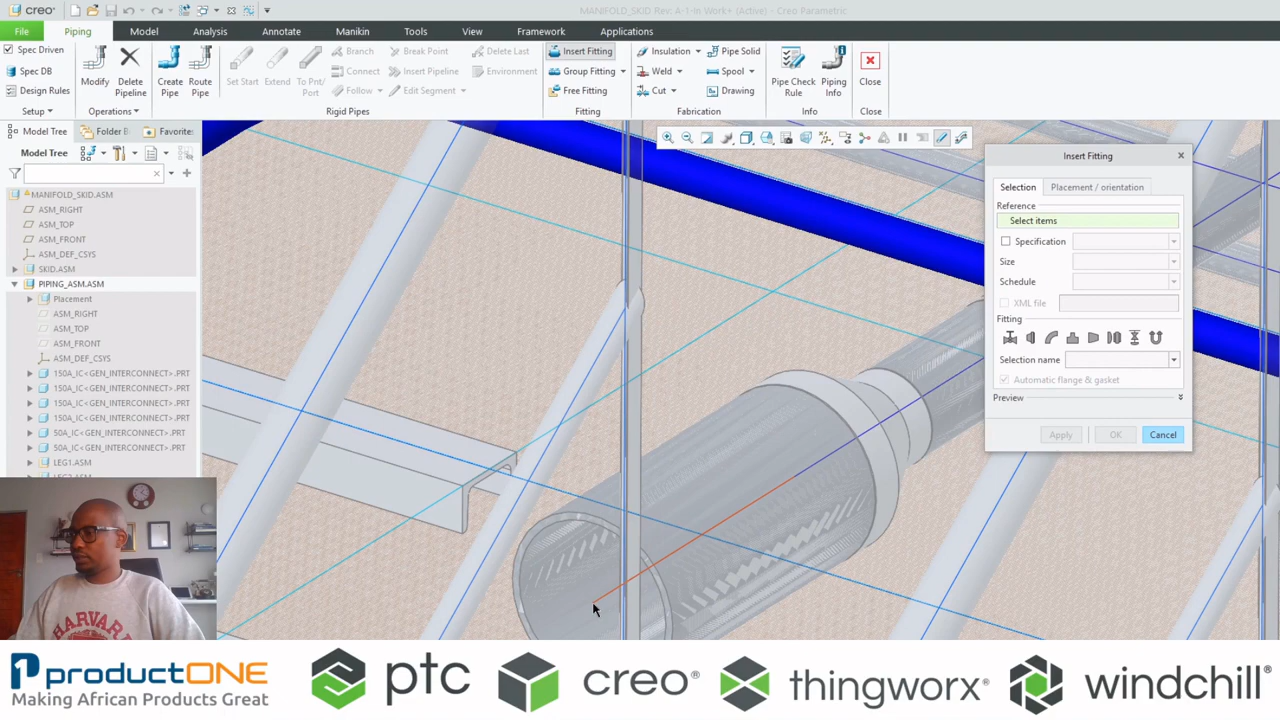 creo
MANIFOLD_SKID Rev: A-1-In Work+ (Active) - Creo Parametric
File Piping Model Analysis Annotate Manikin Tools View Framework Applications
Spec Driven
Spec DB
Design Rules
Setup
Modify
Delete Pipeline
Operations
Create Pipe
Route Pipe
Set Start
Extend
To Pnt/ Port
Branch
Connect
Follow
Break Point
Insert Pipeline
Edit Segment
Delete Last
Environment
Rigid Pipes
Insert Fitting
Group Fitting
Free Fitting
Fitting
Insulation
Weld
Cut
Pipe Solid
Spool
Drawing
Fabrication
Pipe Check Rule
Piping Info
Info
Close
Close
Model Tree Folder B Favorite
Model Tree
MANIFOLD_SKID.ASM
ASM_RIGHT
ASM_TOP
ASM_FRONT
ASM_DEF_CSYS
SKID.ASM
PIPING_ASM.ASM
Placement
ASM_RIGHT
ASM_TOP
ASM_FRONT
ASM_DEF_CSYS
150A_IC<GEN_INTERCONNECT>.PRT
150A_IC<GEN_INTERCONNECT>.PRT
150A_IC<GEN_INTERCONNECT>.PRT
150A_IC<GEN_INTERCONNECT>.PRT
50A_IC<GEN_INTERCONNECT>.PRT
50A_IC<GEN_INTERCONNECT>.PRT
LEG1.ASM
Insert Fitting
Selection Placement / orientation
Reference
Select items
Specification
Size
Schedule
XML file
Fitting
Selection name
Automatic flange & gasket
Preview
Apply OK Cancel
HARVARD
productONE
Making African Products Great
ptc
creo®
thingworx®
windchill®